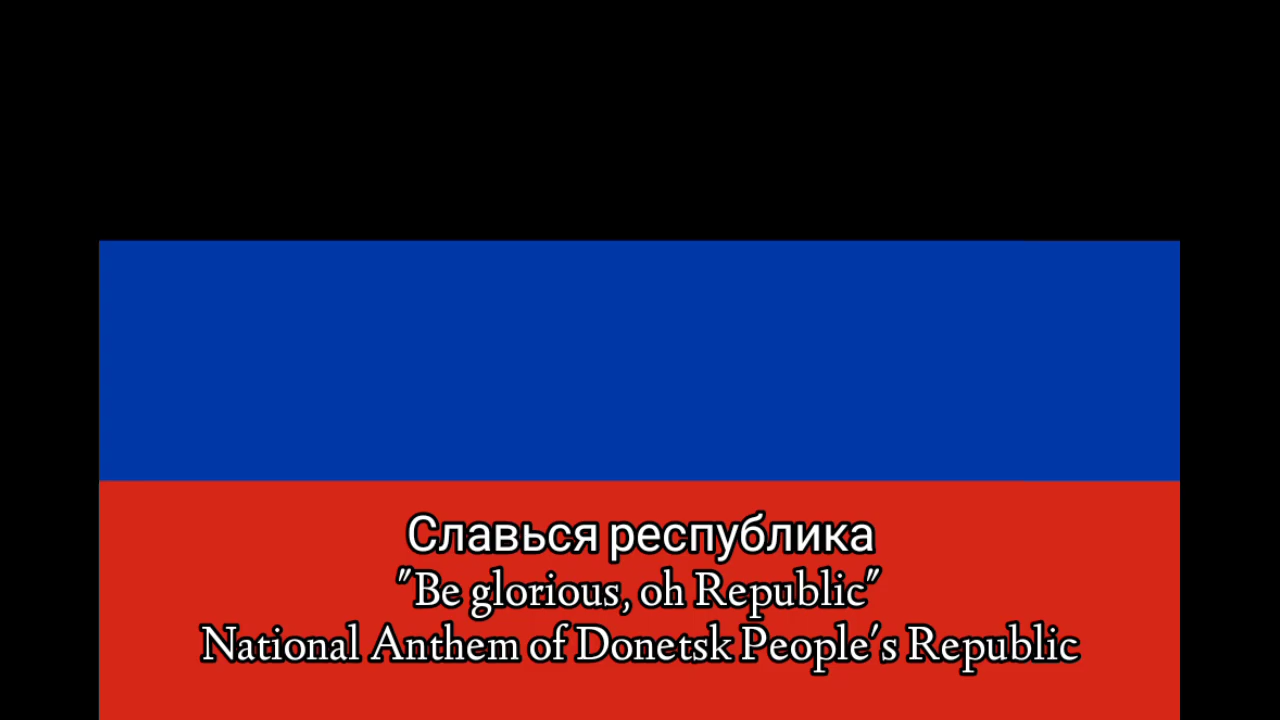 Славься республика
"Be glorious, oh Republic"
National Anthem of Donetsk People's Republic